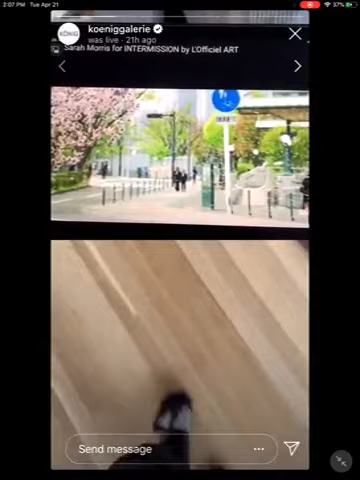 2:07 PM Tue Apr 21
37%
KÖNIG
koeniggalerie
was live · 21h ago
Sarah Morris for INTERMISSION by L'Officiel ART
Send message